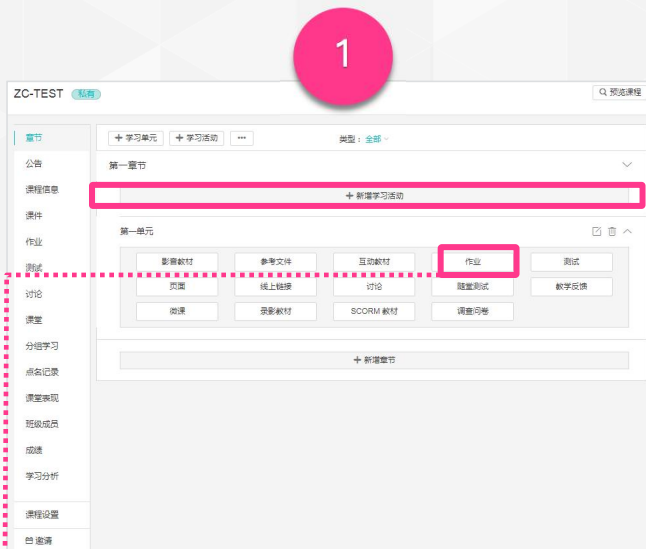 1
ZC-TEST 私有 预览课程
章节 + 学习单元 + 学习活动 ••• 类型：全部
公告 第一章节
课程信息 + 新增学习活动
课件
作业 第一单元
测试 影音教材 参考文件 互动教材 作业 测试
讨论 页面 线上链接 讨论 随堂测试 教学反馈
课堂 微课 录影教材 SCORM 教材 调查问卷
分组学习 + 新增章节
点名记录
课堂表现
班级成员
成绩
学习分析
课程设置
邀请